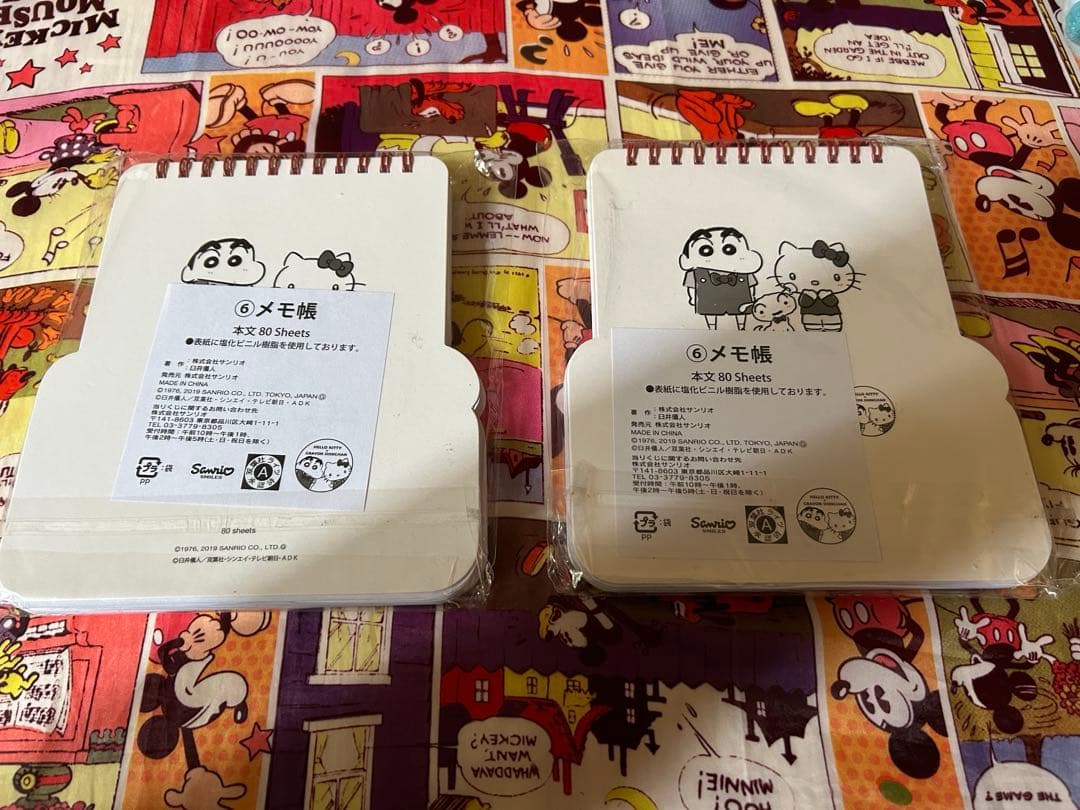 MICKEY
MOUSE
YOOOOUU!
YOW-OW-OO!
EITHER YOU GIVE
UP YOUR WILD IDEAS
OR GIVE UP
ME!
MEBBE IF I GO
OUT IN THE GARDEN
I'LL GET AN
IDEA
NOW--LEMME
WHAT'LL I
ABOUT
⑥メモ帳
本文 80 Sheets
●表紙に塩化ビニル樹脂を使用しております。
著 作:株式会社サンリオ
:臼井儀人
発売元 株式会社サンリオ
MADE IN CHINA
©1976, 2019 SANRIO CO., LTD. TOKYO, JAPAN Ⓛ
©臼井儀人/双葉社・シンエイ・テレビ朝日・ADK
当りくじに関するお問い合わせ先
株式会社サンリオ
〒141-8603 東京都品川区大崎1-11-1
TEL 03-3779-8305
受付時間:午前10時~午後1時、
午後2時~午後5時(土・日・祝日を除く)
プラ:袋
PP
Sanrio
SMILES
A
HELLO KITTY
CRAYON SHINCHAN
80 sheets
©1976, 2019 SANRIO CO., LTD. Ⓛ
©臼井儀人/双葉社・シンエイ・テレビ朝日・ADK
⑥メモ帳
本文 80 Sheets
●表紙に塩化ビニル樹脂を使用しております。
著 作:株式会社サンリオ
:臼井儀人
発売元 株式会社サンリオ
MADE IN CHINA
©1976, 2019 SANRIO CO., LTD. TOKYO, JAPAN Ⓛ
©臼井儀人/双葉社・シンエイ・テレビ朝日・ADK
当りくじに関するお問い合わせ先
株式会社サンリオ
〒141-8603 東京都品川区大崎1-11-1
TEL 03-3779-8305
受付時間:午前10時~午後1時、
午後2時~午後5時(土・日・祝日を除く)
プラ:袋
PP
Sanrio
SMILES
A
HELLO KITTY
CRAYON SHINCHAN
WHADDAYA
WANT,
MICKEY?
HOO!
MINNIE!
THE GAME!